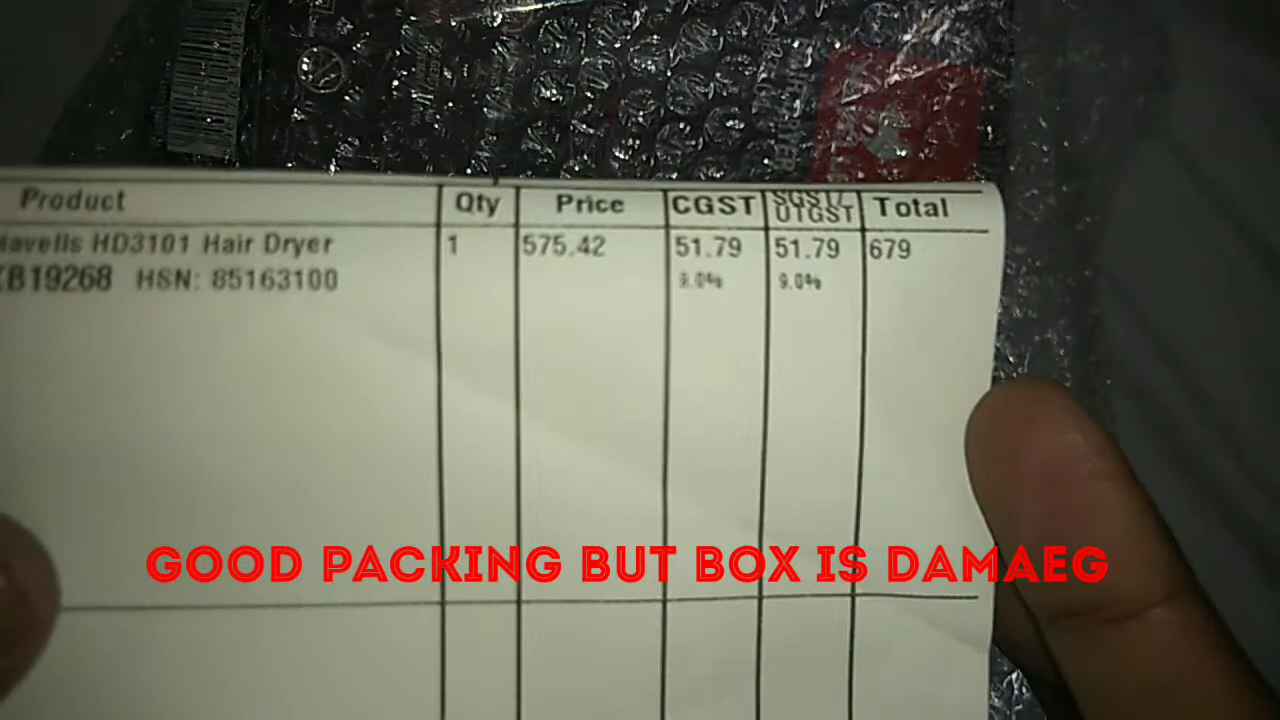 Product Qty Price CGST SGST/ UTGST Total
Havells HD3101 Hair Dryer 1 575.42 51.79 51.79 679
KB19268 HSN: 85163100 9.0% 9.0%
GOOD PACKING BUT BOX IS DAMAEG